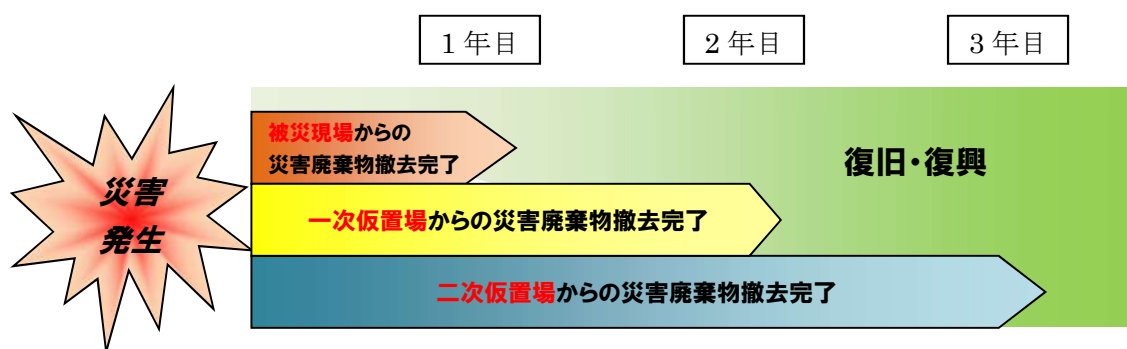 1年目
2年目
3年目
災害
発生
被災現場からの
災害廃棄物撤去完了
一次仮置場からの災害廃棄物撤去完了
二次仮置場からの災害廃棄物撤去完了
復旧・復興